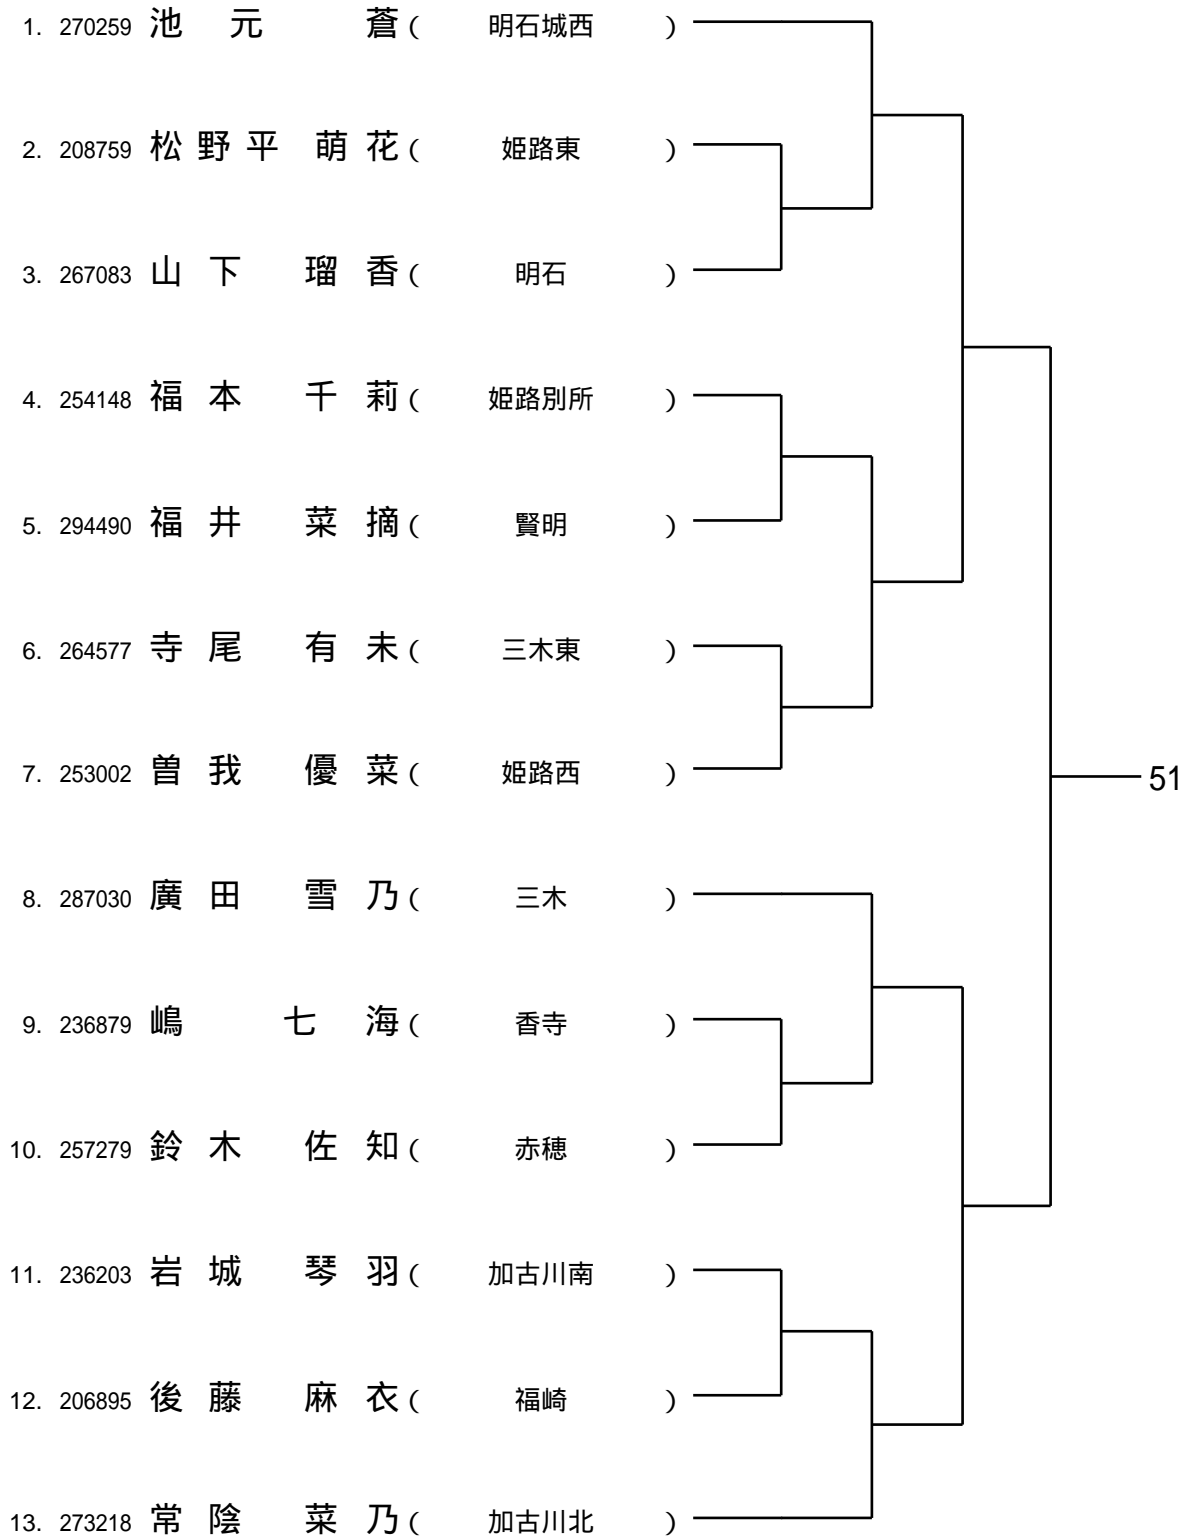 1. 270259 池元 蒼 ( 明石城西 )
2. 208759 松野平 萌花 ( 姫路東 )
3. 267083 山下 瑠香 ( 明石 )
4. 254148 福本 千莉 ( 姫路別所 )
5. 294490 福井 菜摘 ( 賢明 )
6. 264577 寺尾 有未 ( 三木東 )
7. 253002 曽我 優菜 ( 姫路西 )
51
8. 287030 廣田 雪乃 ( 三木 )
9. 236879 嶋 七海 ( 香寺 )
10. 257279 鈴木 佐知 ( 赤穂 )
11. 236203 岩城 琴羽 ( 加古川南 )
12. 206895 後藤 麻衣 ( 福崎 )
13. 273218 常陰 菜乃 ( 加古川北 )